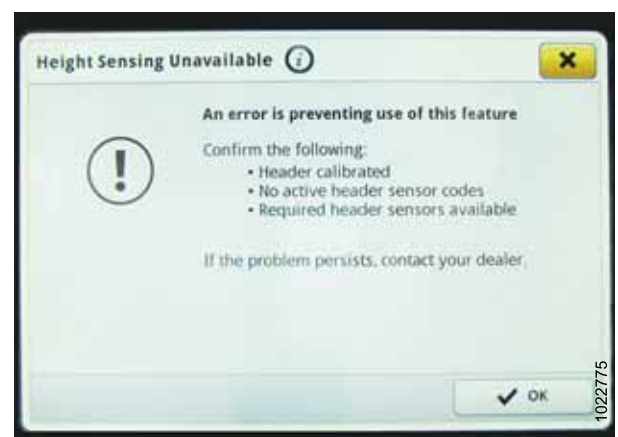 Height Sensing Unavailable
An error is preventing use of this feature
Confirm the following:
• Header calibrated
• No active header sensor codes
• Required header sensors available
If the problem persists, contact your dealer.
OK
1022775